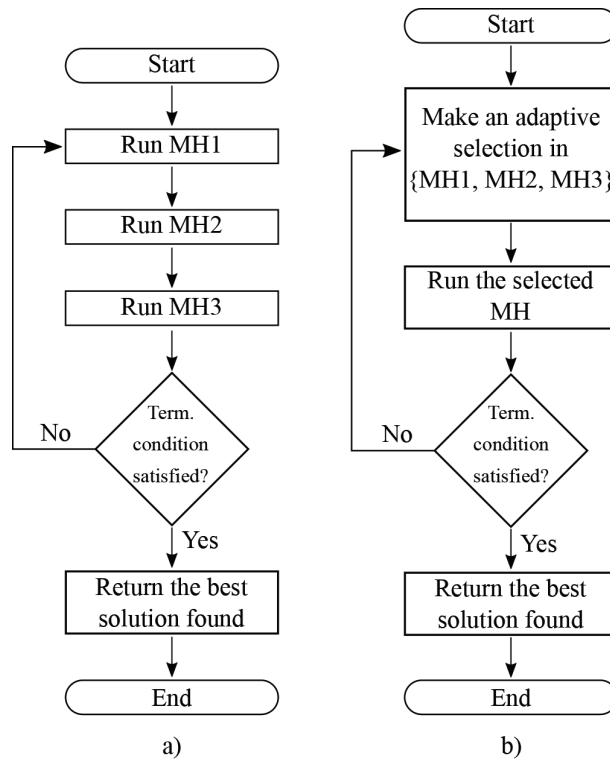 Start
Run MH1
Run MH2
Run MH3
Term.
condition
satisfied?
No
Yes
Return the best
solution found
End
a)
Start
Make an adaptive
selection in
{MH1, MH2, MH3}
Run the selected
MH
Term.
condition
satisfied?
No
Yes
Return the best
solution found
End
b)